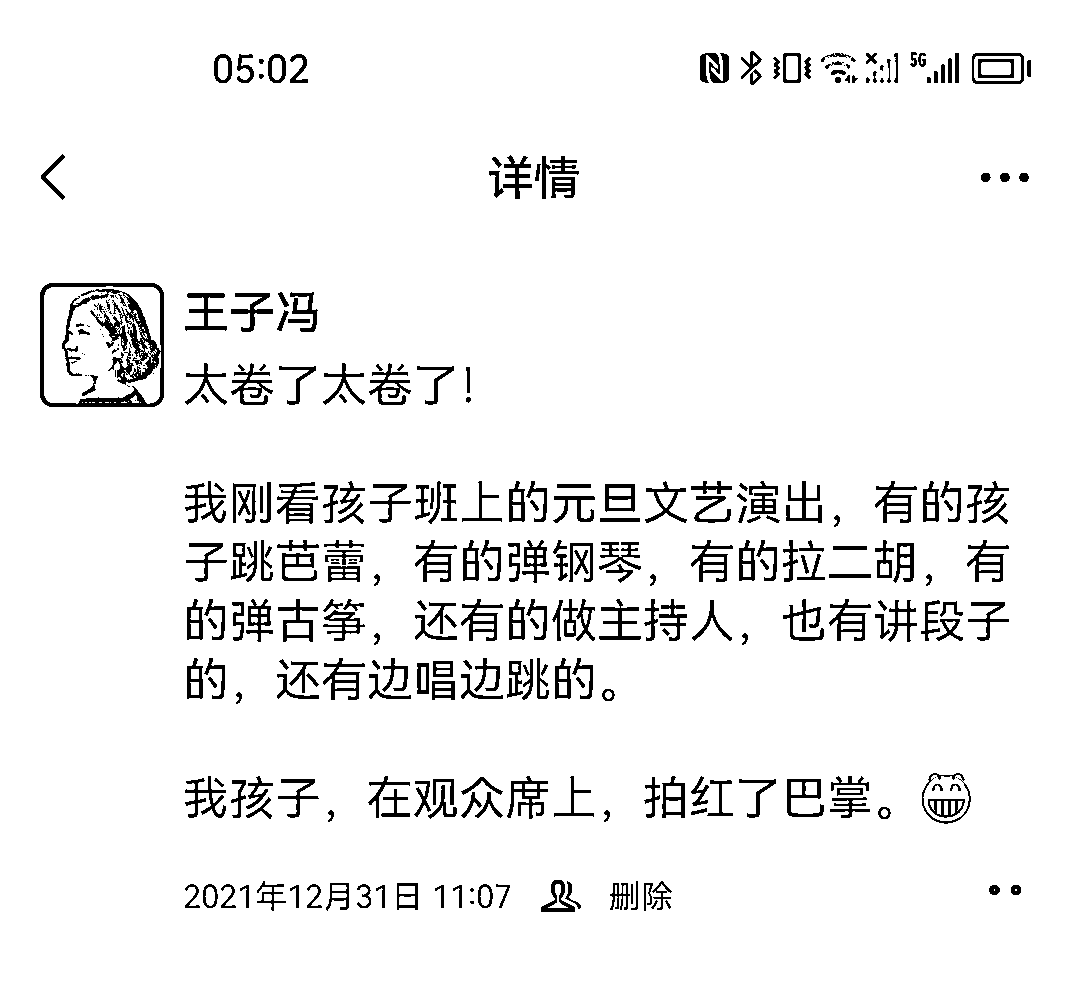 05:02
5G
详情
王子冯
太卷了太卷了！
我刚看孩子班上的元旦文艺演出，有的孩
子跳芭蕾，有的弹钢琴，有的拉二胡，有
的弹古筝，还有的做主持人，也有讲段子
的，还有边唱边跳的。
我孩子，在观众席上，拍红了巴掌。😁
2021年12月31日 11:07 删除